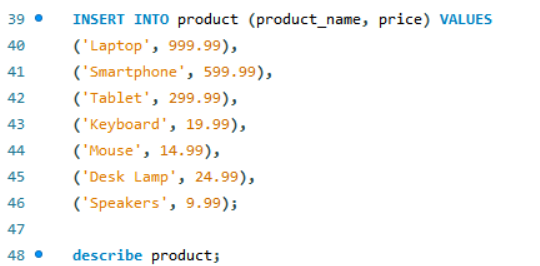 39 INSERT INTO product (product_name, price) VALUES
40 ('Laptop', 999.99),
41 ('Smartphone', 599.99),
42 ('Tablet', 299.99),
43 ('Keyboard', 19.99),
44 ('Mouse', 14.99),
45 ('Desk Lamp', 24.99),
46 ('Speakers', 9.99);
47
48 describe product;